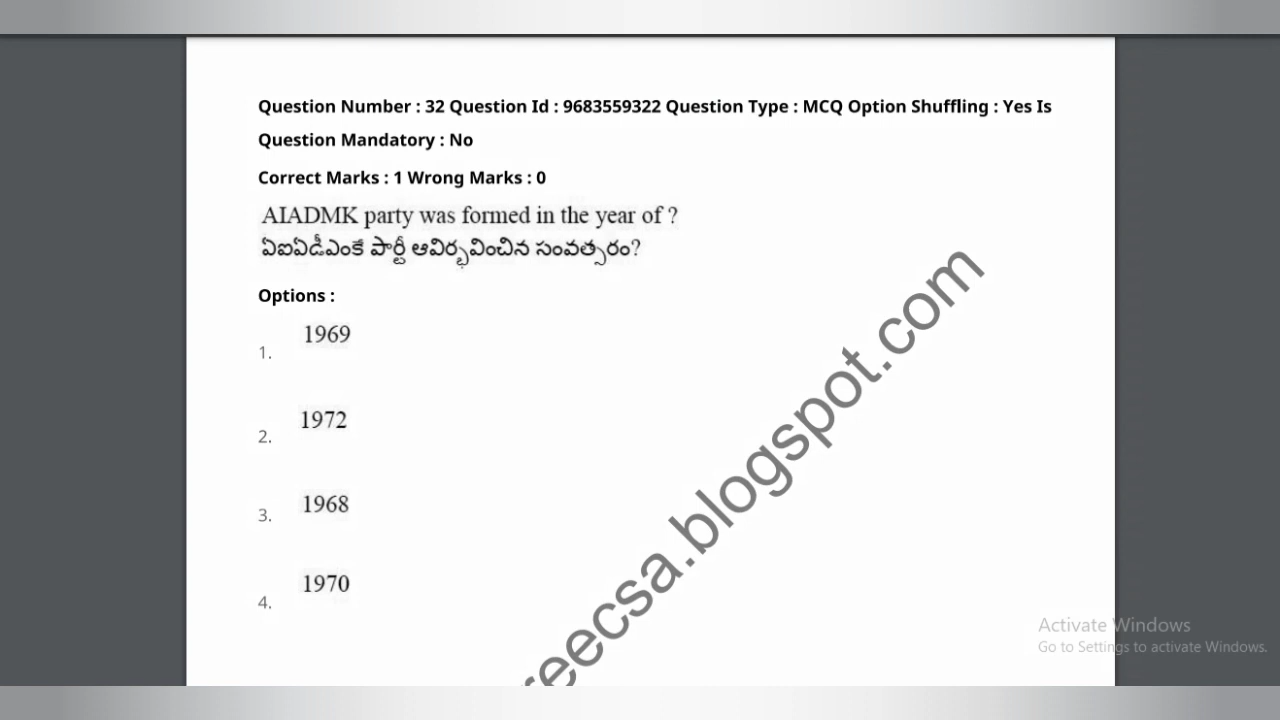 Question Number : 32 Question Id : 9683559322 Question Type : MCQ Option Shuffling : Yes Is
Question Mandatory : No
Correct Marks : 1 Wrong Marks : 0
AIADMK party was formed in the year of ?
ఏఐఏడీఎంకే పార్టీ ఆవిర్భవించిన సంవత్సరం?
Options :
1. 1969
2. 1972
3. 1968
4. 1970
reecsa.blogspot.com
Activate Windows
Go to Settings to activate Windows.